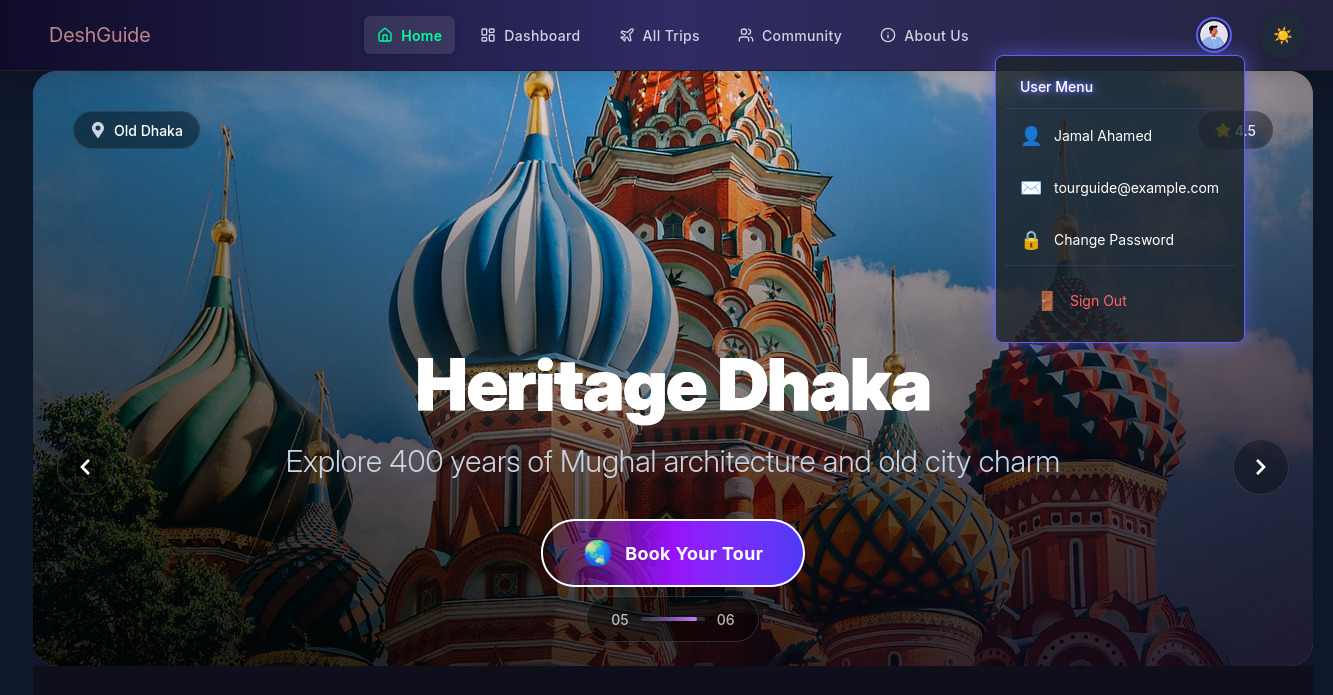 DeshGuide
Home
Dashboard
All Trips
Community
About Us
User Menu
Jamal Ahamed
tourguide@example.com
Change Password
Sign Out
Old Dhaka
4.5
Heritage Dhaka
Explore 400 years of Mughal architecture and old city charm
Book Your Tour
05
06